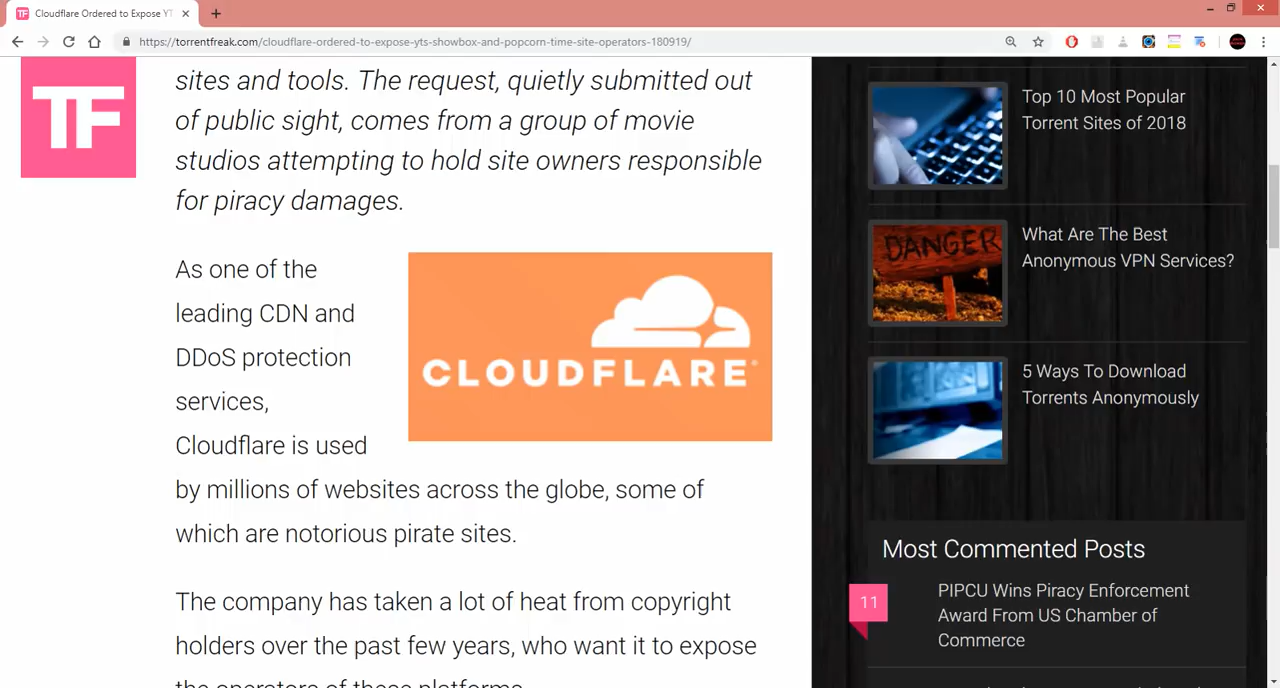 Cloudflare Ordered to Expose YT
https://torrentfreak.com/cloudflare-ordered-to-expose-yts-showbox-and-popcorn-time-site-operators-180919/
TF
sites and tools. The request, quietly submitted out
of public sight, comes from a group of movie
studios attempting to hold site owners responsible
for piracy damages.
As one of the
leading CDN and
DDoS protection
services,
Cloudflare is used
by millions of websites across the globe, some of
which are notorious pirate sites.
CLOUDFLARE
The company has taken a lot of heat from copyright
holders over the past few years, who want it to expose
the operators of these platforms
Top 10 Most Popular
Torrent Sites of 2018
DANGER
What Are The Best
Anonymous VPN Services?
5 Ways To Download
Torrents Anonymously
Most Commented Posts
11
PIPCU Wins Piracy Enforcement
Award From US Chamber of
Commerce